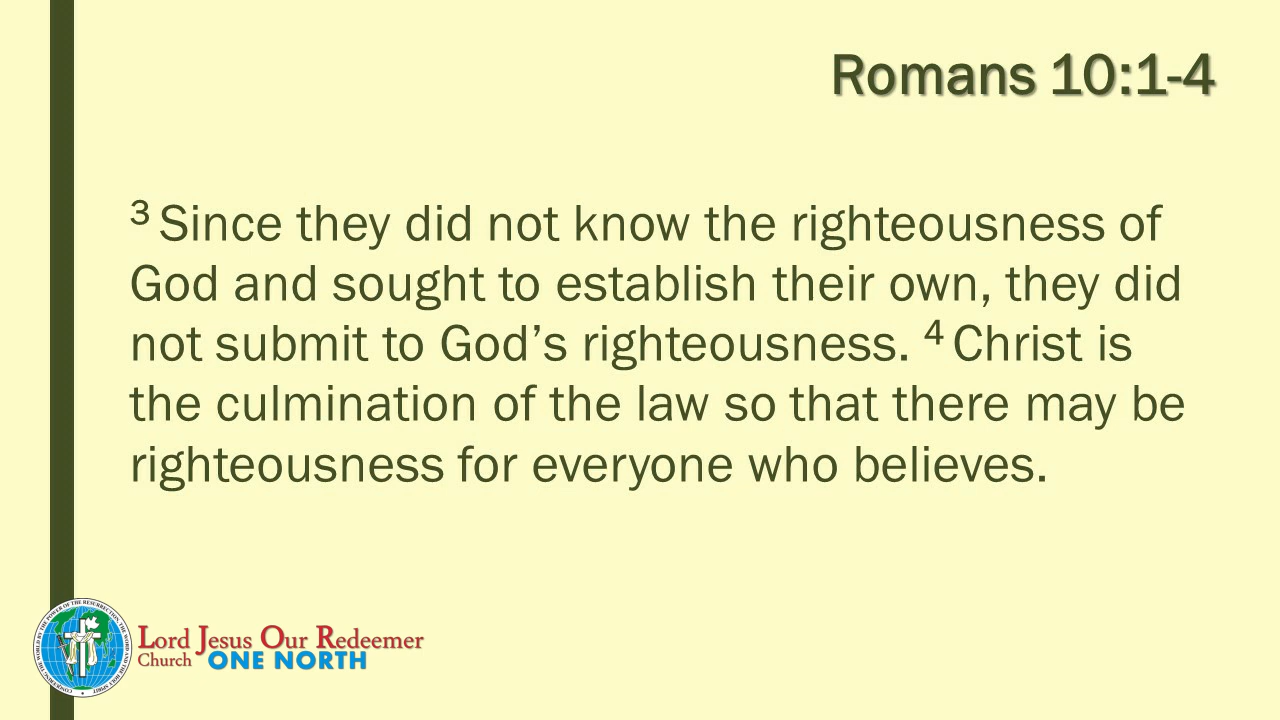 Romans 10:1-4
³ Since they did not know the righteousness of
God and sought to establish their own, they did
not submit to God’s righteousness. ⁴ Christ is
the culmination of the law so that there may be
righteousness for everyone who believes.
Lord Jesus Our Redeemer
Church ONE NORTH